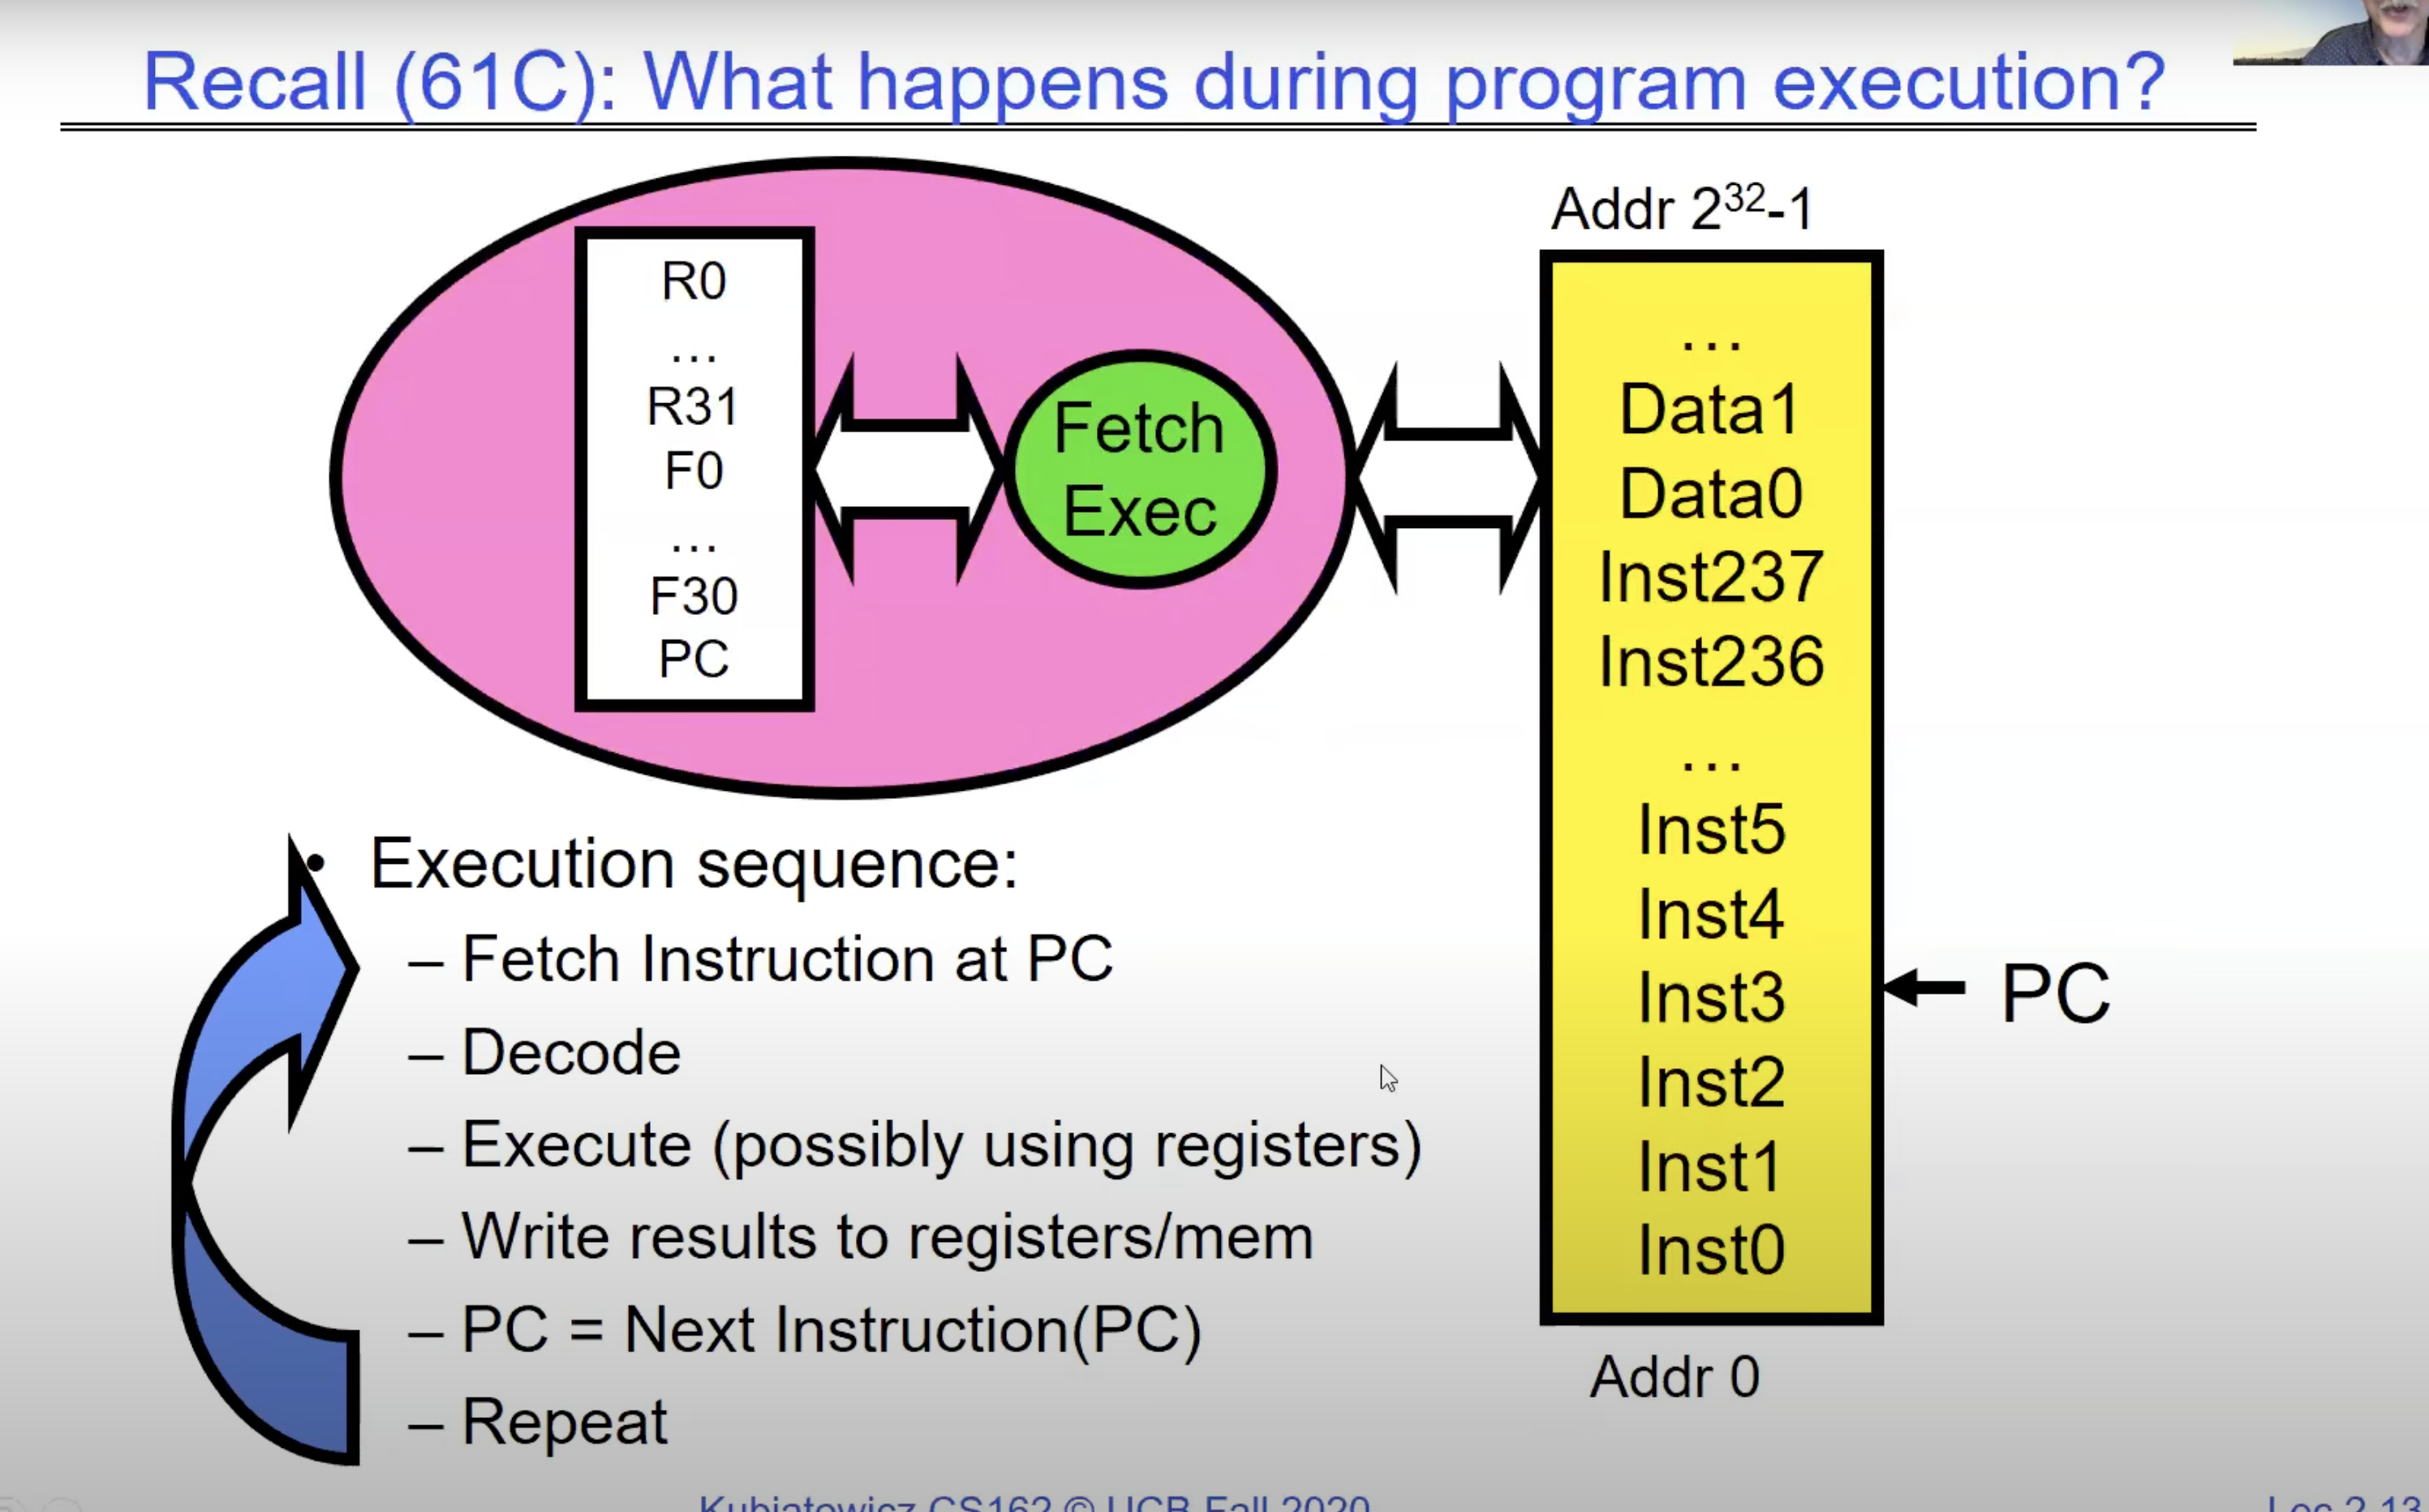 Recall (61C): What happens during program execution?
R0
…
R31
F0
…
F30
PC
Fetch
Exec
Addr 2³²-1
…
Data1
Data0
Inst237
Inst236
…
Inst5
Inst4
Inst3
Inst2
Inst1
Inst0
Addr 0
PC
• Execution sequence:
– Fetch Instruction at PC
– Decode
– Execute (possibly using registers)
– Write results to registers/mem
– PC = Next Instruction(PC)
– Repeat
Kubiatowicz CS162 © UCB Fall 2020
Lec 2.13